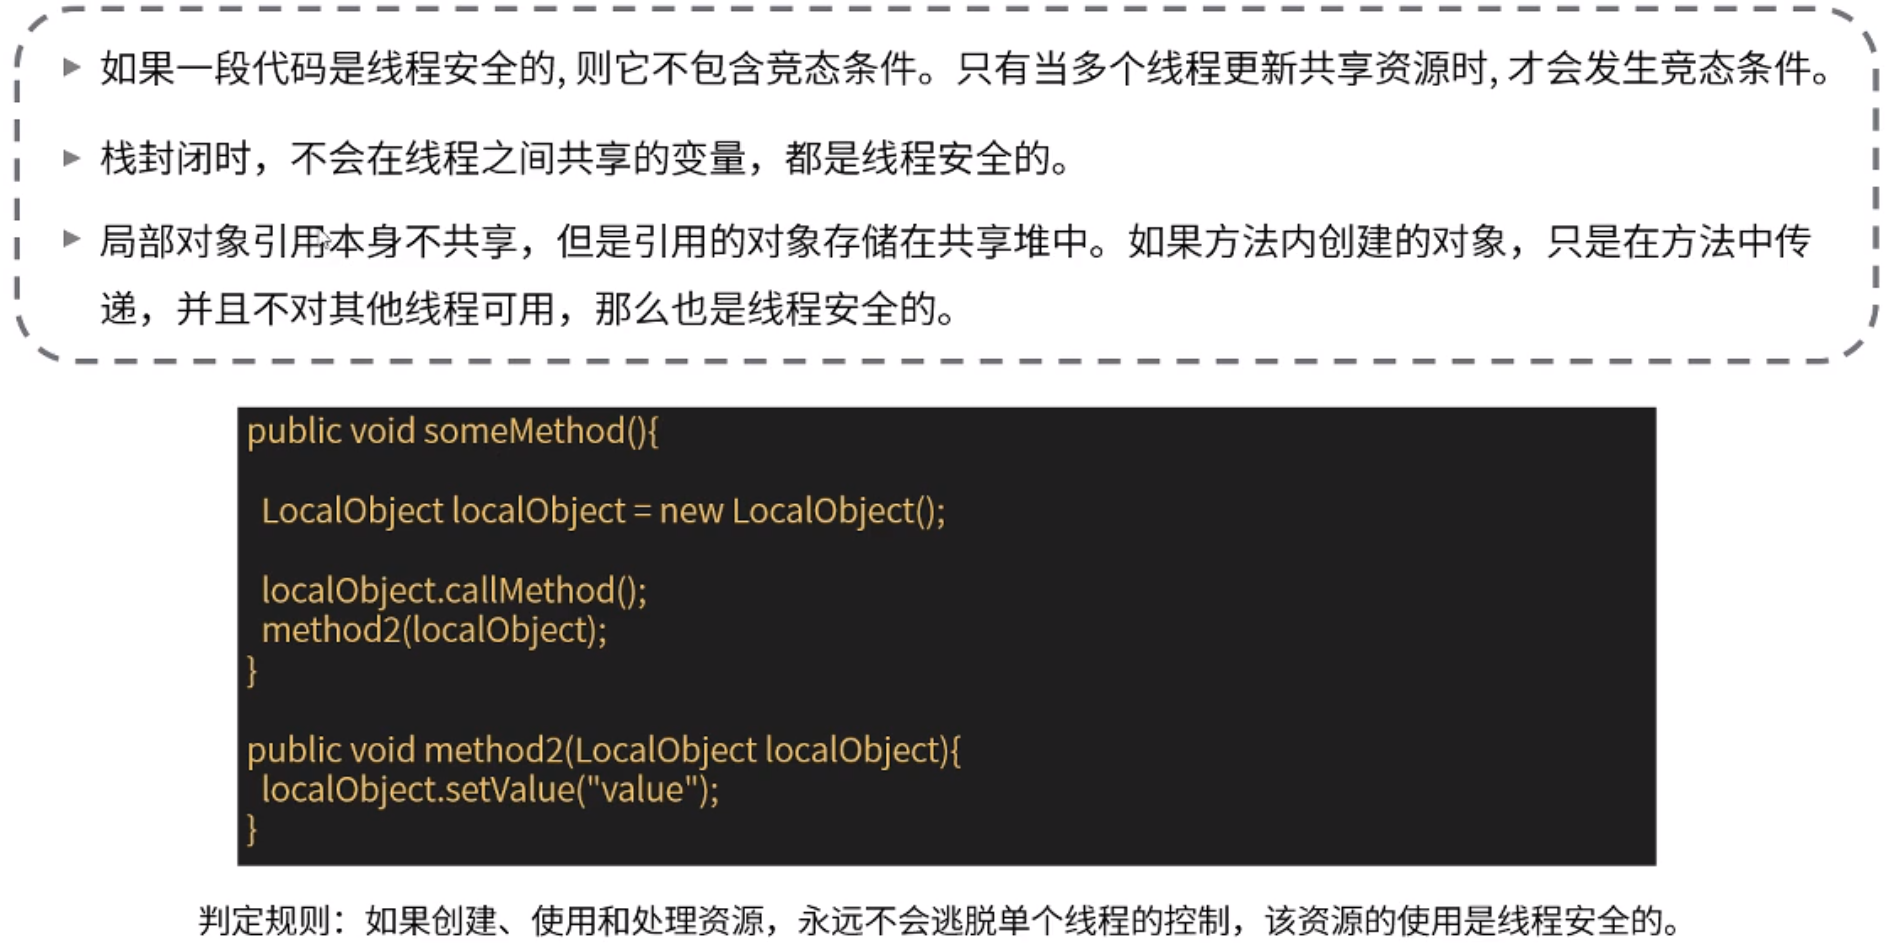 如果一段代码是线程安全的, 则它不包含竞态条件。只有当多个线程更新共享资源时, 才会发生竞态条件。
栈封闭时，不会在线程之间共享的变量，都是线程安全的。
局部对象引用本身不共享，但是引用的对象存储在共享堆中。如果方法内创建的对象，只是在方法中传
递，并且不对其他线程可用，那么也是线程安全的。
public void someMethod(){
LocalObject localObject = new LocalObject();
localObject.callMethod();
method2(localObject);
}
public void method2(LocalObject localObject){
localObject.setValue("value");
}
判定规则：如果创建、使用和处理资源，永远不会逃脱单个线程的控制，该资源的使用是线程安全的。